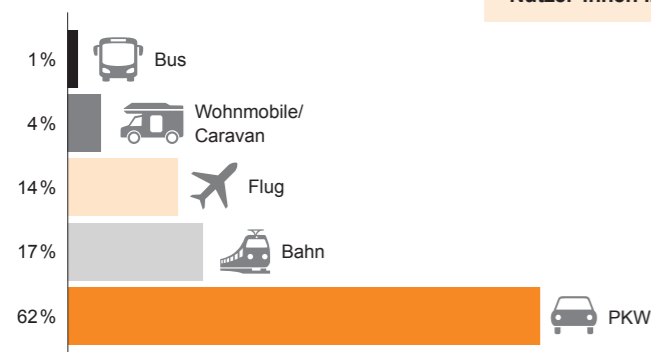 1 % Bus
4 % Wohnmobile/
Caravan
14 % Flug
17 % Bahn
62 % PKW